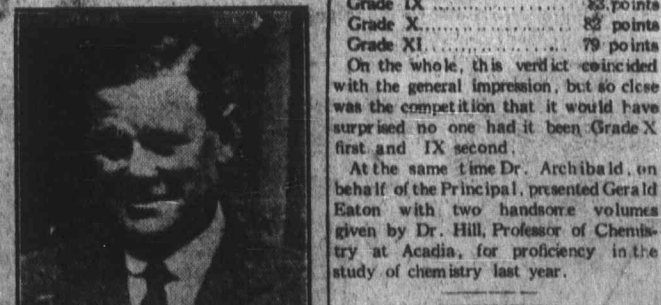 Grade IX .............. 83 points
Grade X................ 82 points
Grade XI............... 79 points
On the whole, this verdict coincided
with the general impression, but so close
was the competition that it would have
surprised no one had it been Grade X
first and IX second.
At the same time Dr. Archibald, on
behalf of the Principal, presented Gerald
Eaton with two handsome volumes
given by Dr. Hill, Professor of Chemis-
try at Acadia, for proficiency in the
study of chemistry last year.